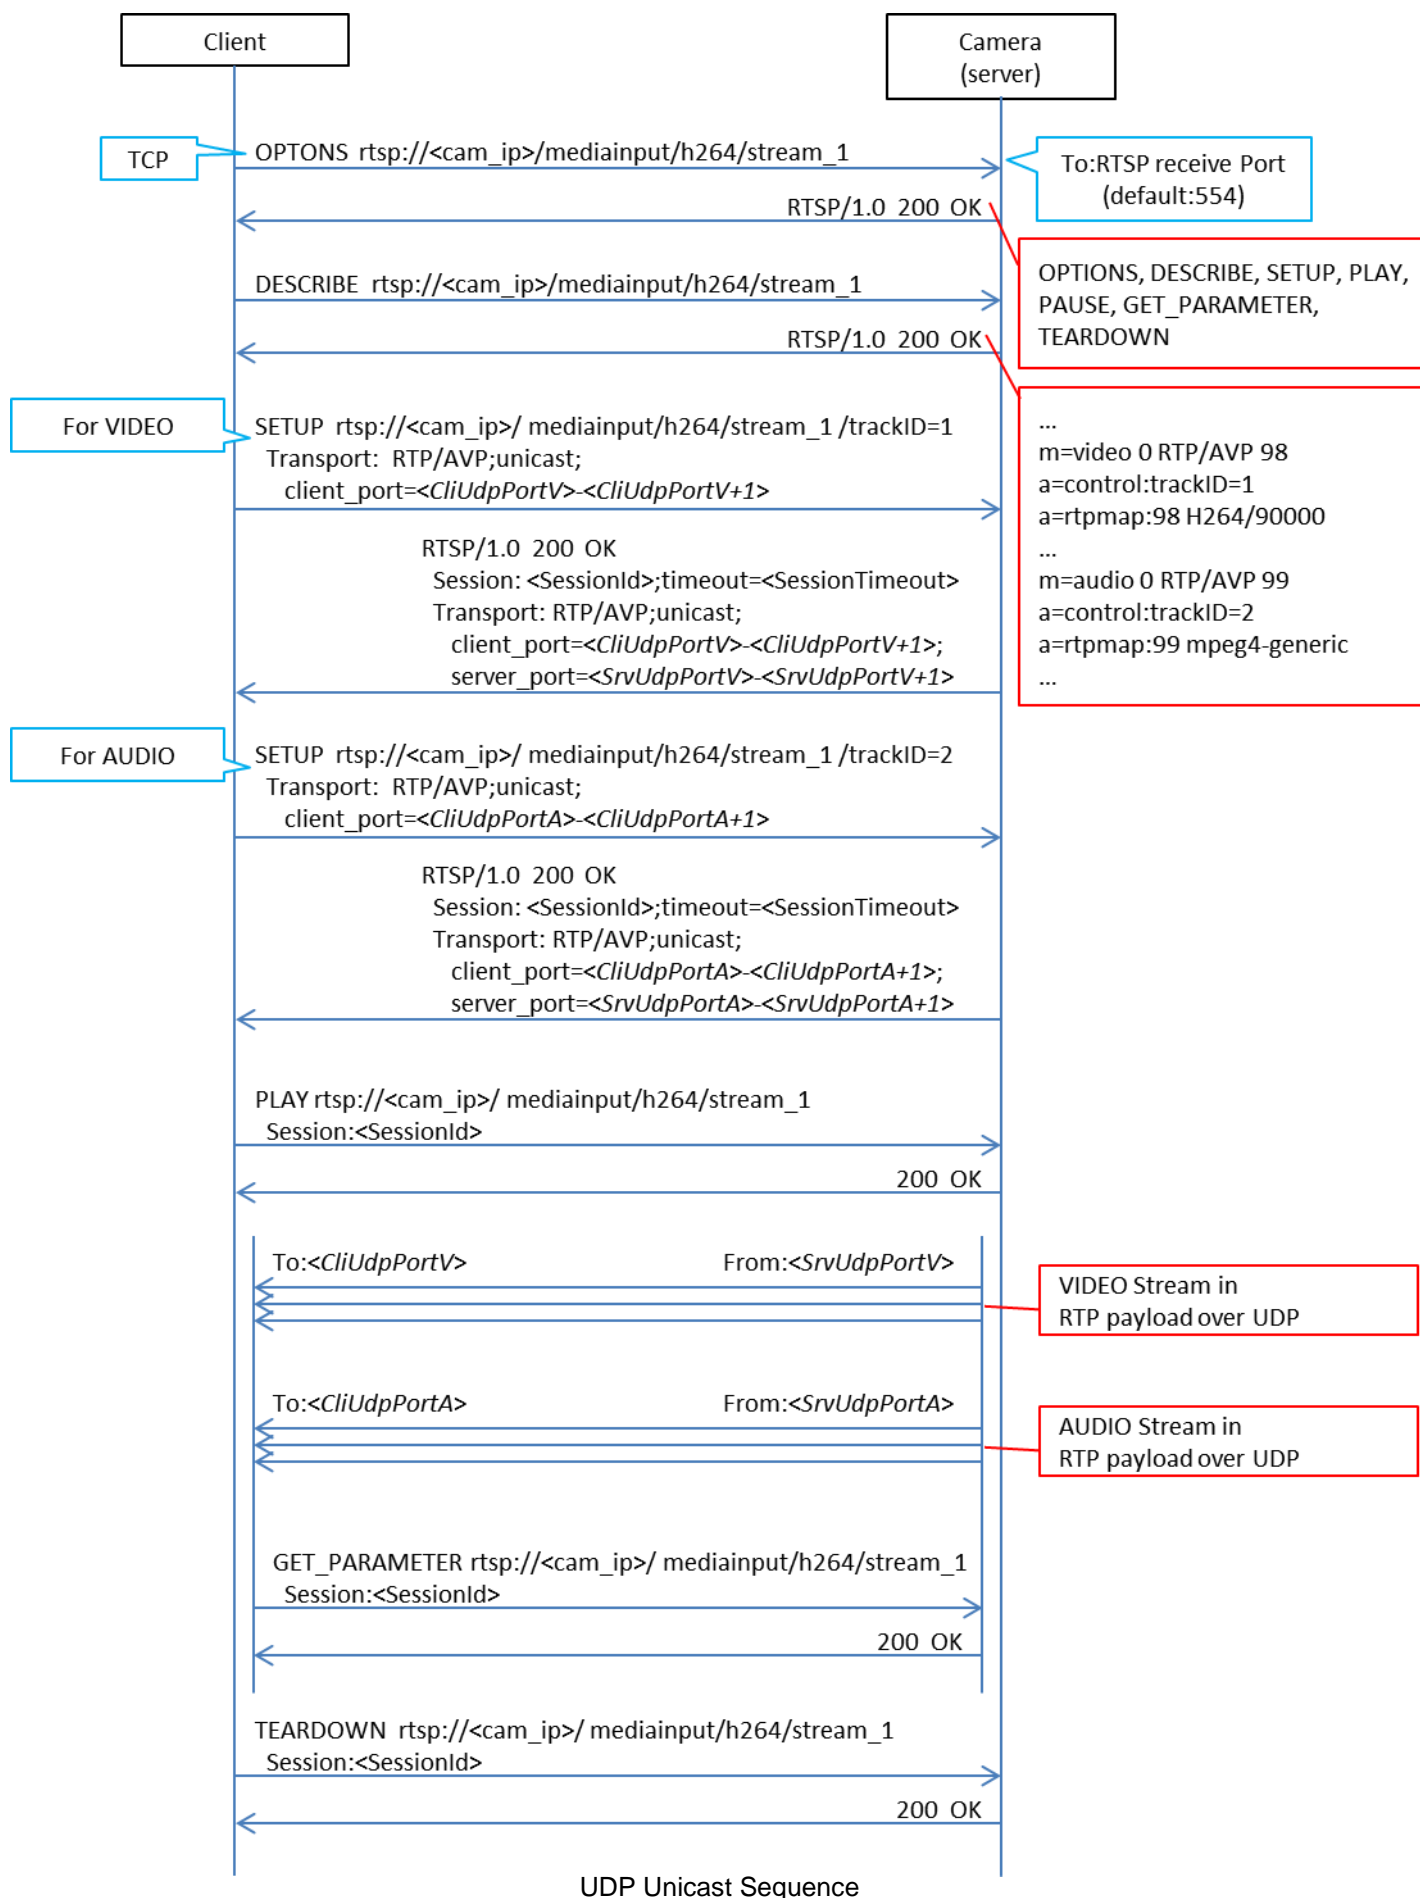 Client
Camera
(server)
TCP
OPTONS rtsp://<cam_ip>/mediainput/h264/stream_1
To:RTSP receive Port
(default:554)
RTSP/1.0 200 OK
OPTIONS, DESCRIBE, SETUP, PLAY,
PAUSE, GET_PARAMETER,
TEARDOWN
DESCRIBE rtsp://<cam_ip>/mediainput/h264/stream_1
RTSP/1.0 200 OK
...
m=video 0 RTP/AVP 98
a=control:trackID=1
a=rtpmap:98 H264/90000
...
m=audio 0 RTP/AVP 99
a=control:trackID=2
a=rtpmap:99 mpeg4-generic
...
For VIDEO
SETUP rtsp://<cam_ip>/ mediainput/h264/stream_1 /trackID=1
Transport: RTP/AVP;unicast;
client_port=<CliUdpPortV>-<CliUdpPortV+1>
RTSP/1.0 200 OK
Session: <SessionId>;timeout=<SessionTimeout>
Transport: RTP/AVP;unicast;
client_port=<CliUdpPortV>-<CliUdpPortV+1>;
server_port=<SrvUdpPortV>-<SrvUdpPortV+1>
For AUDIO
SETUP rtsp://<cam_ip>/ mediainput/h264/stream_1 /trackID=2
Transport: RTP/AVP;unicast;
client_port=<CliUdpPortA>-<CliUdpPortA+1>
RTSP/1.0 200 OK
Session: <SessionId>;timeout=<SessionTimeout>
Transport: RTP/AVP;unicast;
client_port=<CliUdpPortA>-<CliUdpPortA+1>;
server_port=<SrvUdpPortA>-<SrvUdpPortA+1>
PLAY rtsp://<cam_ip>/ mediainput/h264/stream_1
Session:<SessionId>
200 OK
To:<CliUdpPortV>
From:<SrvUdpPortV>
VIDEO Stream in
RTP payload over UDP
To:<CliUdpPortA>
From:<SrvUdpPortA>
AUDIO Stream in
RTP payload over UDP
GET_PARAMETER rtsp://<cam_ip>/ mediainput/h264/stream_1
Session:<SessionId>
200 OK
TEARDOWN rtsp://<cam_ip>/ mediainput/h264/stream_1
Session:<SessionId>
200 OK
UDP Unicast Sequence